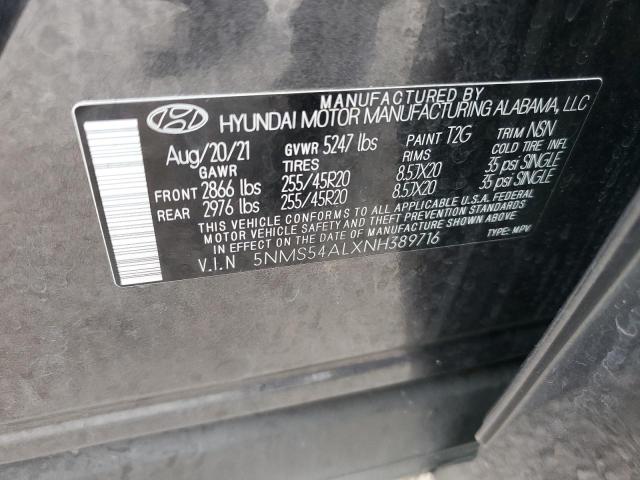 MANUFACTURED BY
HYUNDAI MOTOR MANUFACTURING ALABAMA, LLC
Aug/20/21 GVWR 5247 lbs PAINT T2G TRIM NSN
GAWR TIRES RIMS COLD TIRE INFL
FRONT 2866 lbs 255/45R20 8.5JX20 35 psi SINGLE
REAR 2976 lbs 255/45R20 8.5JX20 35 psi SINGLE
THIS VEHICLE CONFORMS TO ALL APPLICABLE U.S.A. FEDERAL
MOTOR VEHICLE SAFETY AND THEFT PREVENTION STANDARDS
IN EFFECT ON THE DATE OF MANUFACTURE SHOWN ABOVE
V.I.N 5NMS54ALXNH389716 TYPE: MPV